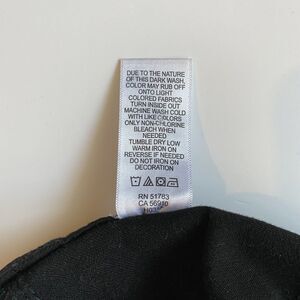 DUE TO THE NATURE
OF THIS DARK WASH,
COLOR MAY RUB OFF
ONTO LIGHT
COLORED FABRICS
TURN INSIDE OUT
MACHINE WASH COLD
WITH LIKE COLORS
ONLY NON-CHLORINE
BLEACH WHEN
NEEDED
TUMBLE DRY LOW
WARM IRON ON
REVERSE IF NEEDED
DO NOT IRON ON
DECORATION
RN 51783
CA